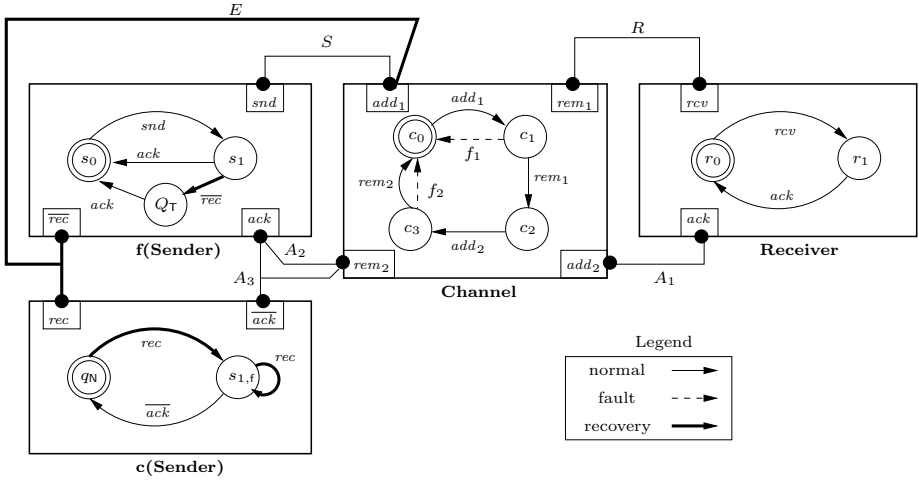 E
S
R
snd
add1
rem1
rcv
snd
ack
s0
s1
QT
ack
rec
rec
ack
f(Sender)
c0
add1
c1
f1
rem2
f2
rem1
c3
add2
c2
rem2
add2
Channel
rcv
r0
r1
ack
ack
Receiver
A2
A3
A1
rec
ack
qN
rec
s1,f
rec
ack
c(Sender)
Legend
normal
fault
recovery